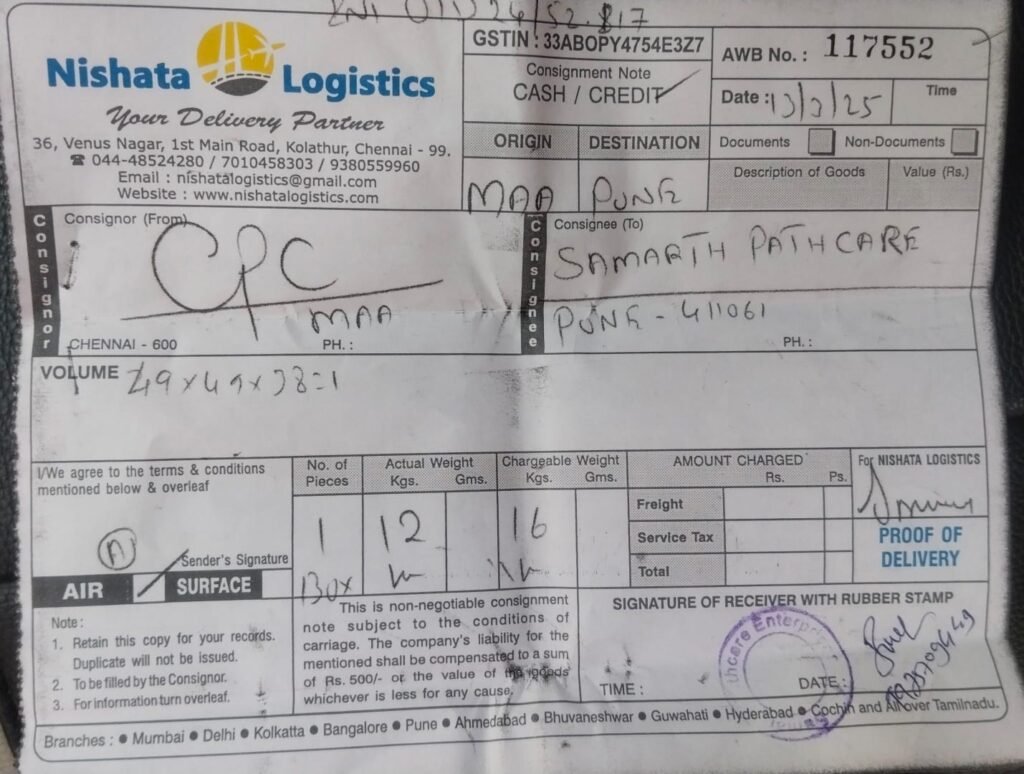 Nishata Logistics
Your Delivery Partner
36, Venus Nagar, 1st Main Road, Kolathur, Chennai - 99.
☎ 044-48524280 / 7010458303 / 9380559960
Email : nishatalogistics@gmail.com
Website : www.nishatalogistics.com
GSTIN : 33ABOPY4754E3Z7
Consignment Note
CASH / CREDIT
AWB No. : 117552
Date : 13/3/25
Time
ORIGIN
DESTINATION
MAA
PUNE
Documents
Non-Documents
Description of Goods
Value (Rs.)
Consignor
Consignor (From)
CPC
MAA
CHENNAI - 600
PH. :
Consignee
Consignee (To)
SAMARTH PATHCARE
PUNE - 411061
PH. :
VOLUME 49x49x38=1
I/We agree to the terms & conditions
mentioned below & overleaf
A
Sender's Signature
AIR
SURFACE
No. of Pieces
1
Box
Actual Weight
Kgs. Gms.
12
Chargeable Weight
Kgs. Gms.
16
AMOUNT CHARGED
Rs. Ps.
Freight
Service Tax
Total
For NISHATA LOGISTICS
PROOF OF
DELIVERY
Note :
1. Retain this copy for your records.
Duplicate will not be issued.
2. To be filled by the Consignor.
3. For information turn overleaf.
This is non-negotiable consignment
note subject to the conditions of
carriage. The company's liability for the
mentioned shall be compensated to a sum
of Rs. 500/- or the value of the goods
whichever is less for any cause.
SIGNATURE OF RECEIVER WITH RUBBER STAMP
TIME :
DATE :
Branches : ● Mumbai ● Delhi ● Kolkatta ● Bangalore ● Pune ● Ahmedabad ● Bhuvaneshwar ● Guwahati ● Hyderabad ● Cochin and All over Tamilnadu.